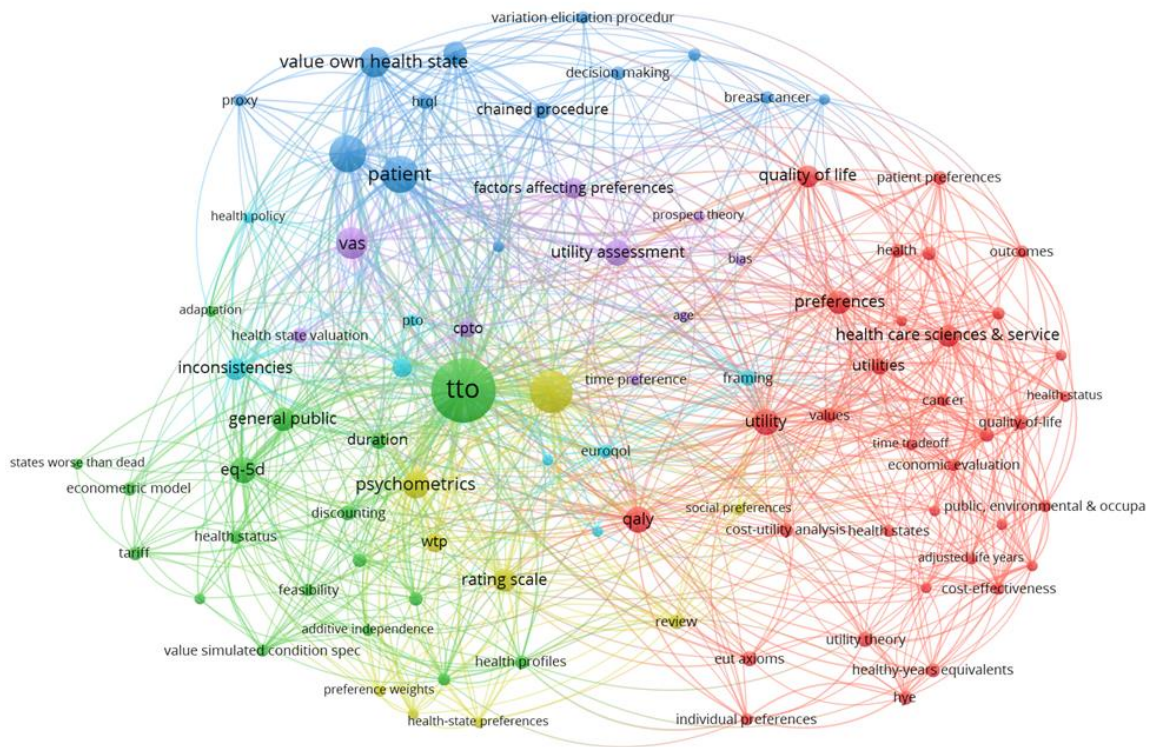 variation elicitation procedur
value own health state
decision making
proxy
hrql
chained procedure
breast cancer
patient
factors affecting preferences
quality of life
patient preferences
health policy
vas
prospect theory
utility assessment
bias
health
outcomes
adaptation
health state valuation
pto
cpto
age
preferences
health care sciences & service
inconsistencies
tto
time preference
framing
utilities
cancer
health-status
general public
duration
utility
values
quality-of-life
time tradeoff
states worse than dead
eq-5d
euroqol
economic evaluation
econometric model
psychometrics
discounting
social preferences
public, environmental & occupa
qaly
cost-utility analysis
health states
tariff
health status
wtp
adjusted life years
feasibility
rating scale
cost-effectiveness
additive independence
review
value simulated condition spec
health profiles
eut axioms
utility theory
healthy-years equivalents
preference weights
hye
health-state preferences
individual preferences